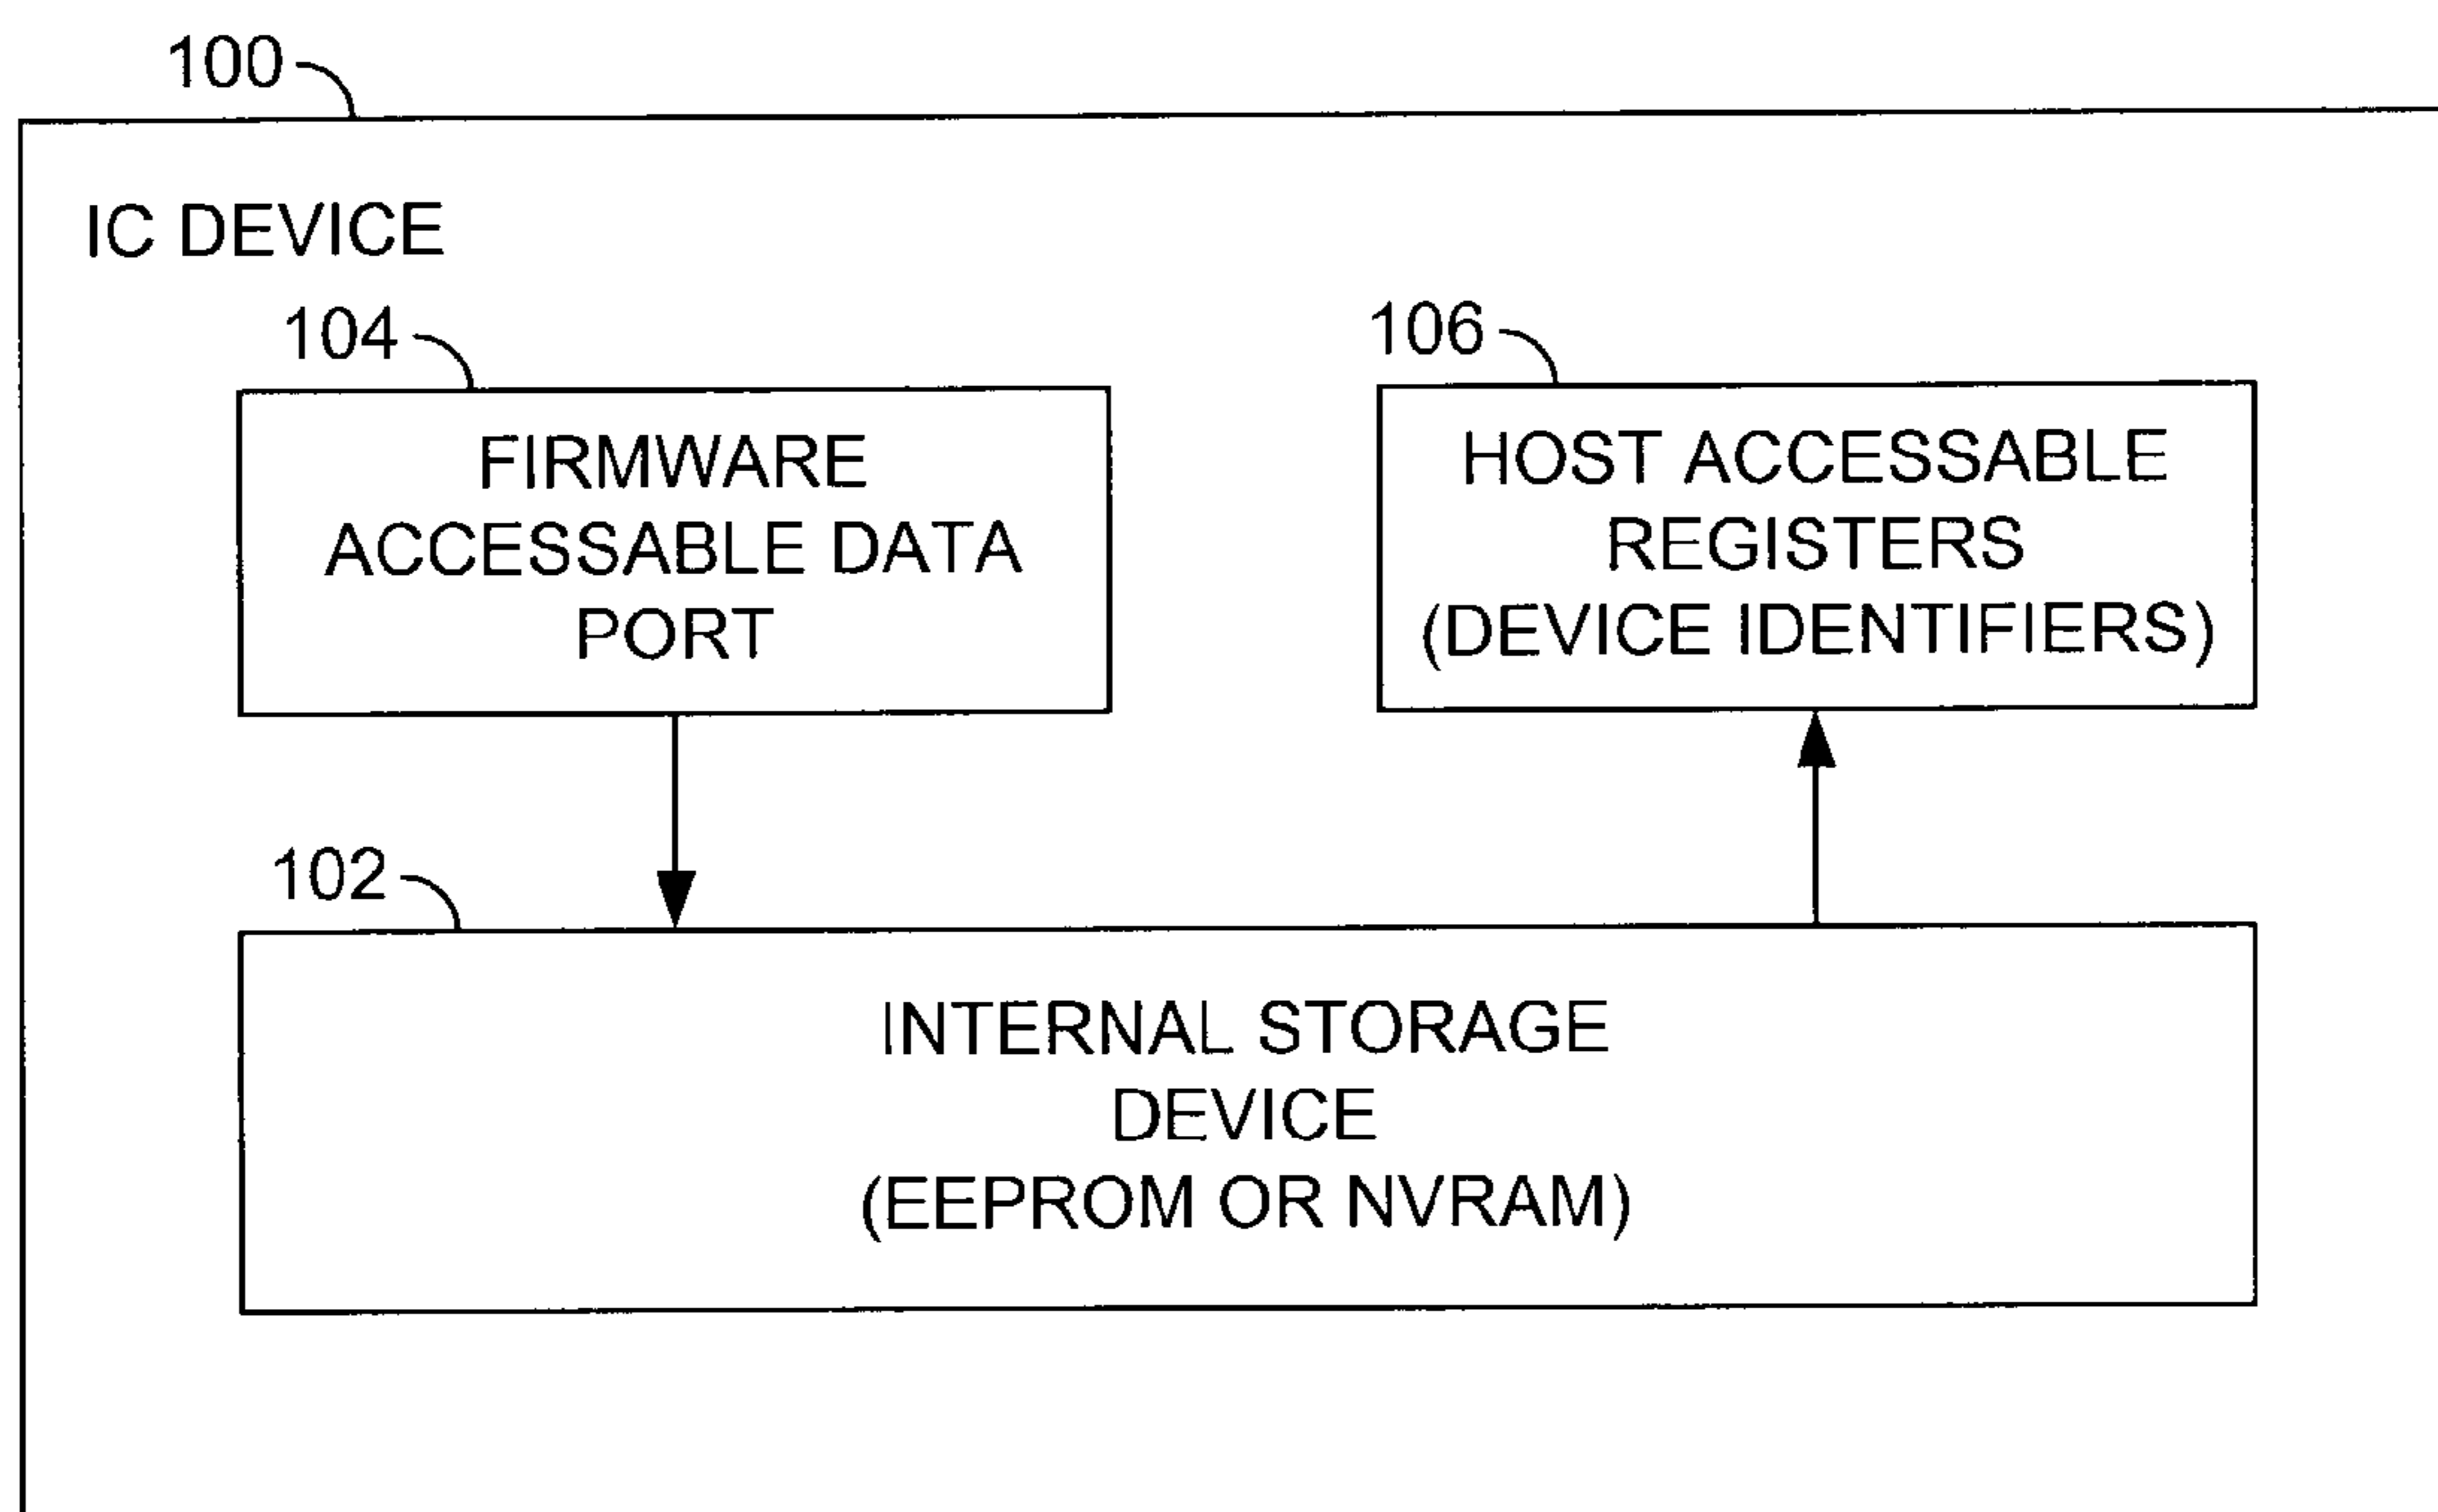 100
IC DEVICE
104
FIRMWARE
ACCESSABLE DATA
PORT
106
HOST ACCESSABLE
REGISTERS
(DEVICE IDENTIFIERS)
102
INTERNAL STORAGE
DEVICE
(EEPROM OR NVRAM)